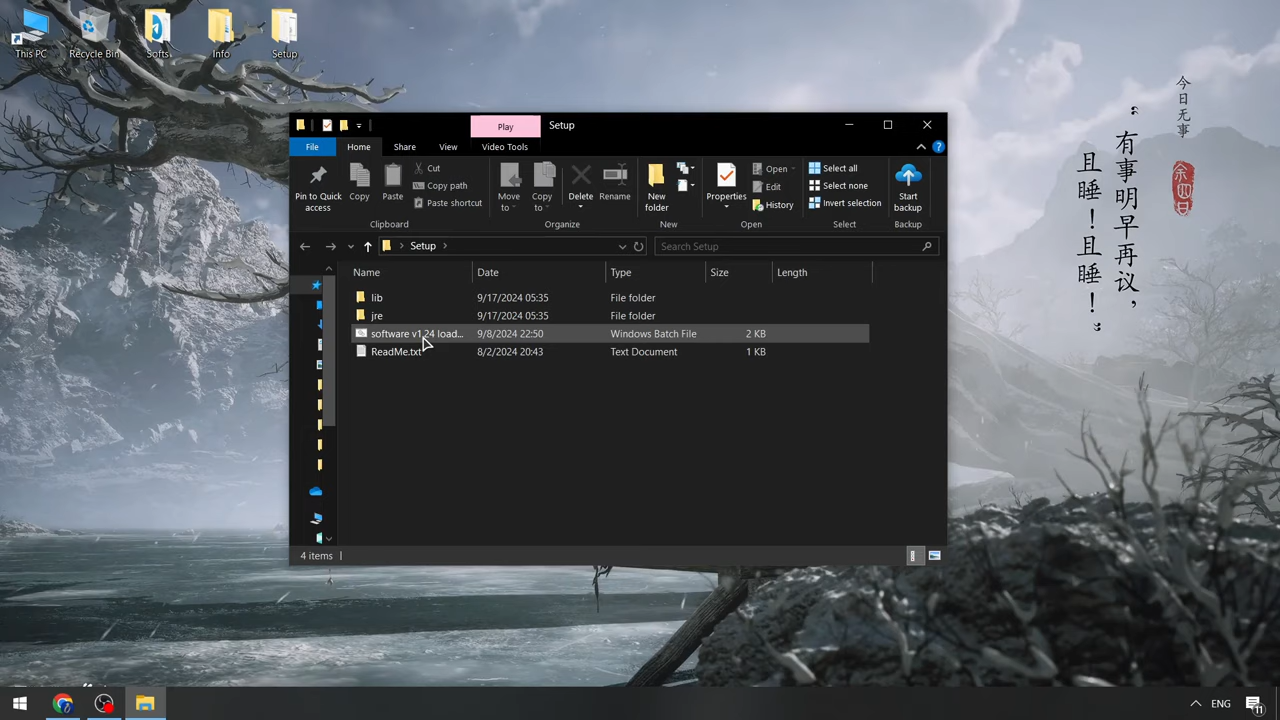 This PC
Recycle Bin
Softs
Info
Setup
Play
Setup
File
Home
Share
View
Video Tools
Pin to Quick access
Copy
Paste
Cut
Copy path
Paste shortcut
Clipboard
Move to
Copy to
Delete
Rename
Organize
New folder
New
Properties
Open
Edit
History
Open
Select all
Select none
Invert selection
Select
Start backup
Backup
Setup
Search Setup
Name Date Type Size Length
lib 9/17/2024 05:35 File folder
jre 9/17/2024 05:35 File folder
software v1.24 load... 9/8/2024 22:50 Windows Batch File 2 KB
ReadMe.txt 8/2/2024 20:43 Text Document 1 KB
4 items
今日无事
“有事明早再议，
且睡！且睡！”
ENG
11